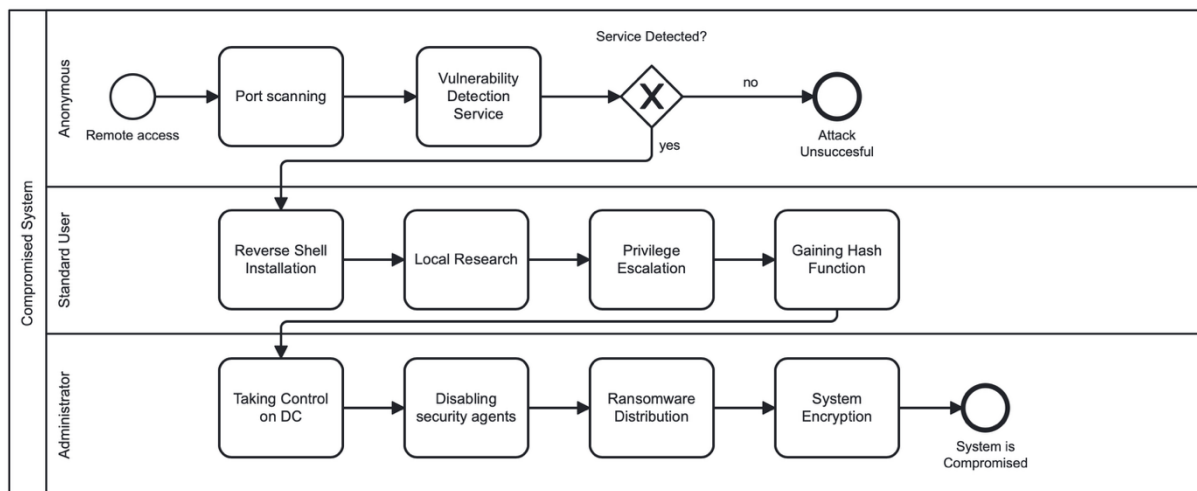 Compromised System
Anonymous
Remote access
Port scanning
Vulnerability
Detection
Service
Service Detected?
X
no
yes
Attack
Unsuccesful
Standard User
Reverse Shell
Installation
Local Research
Privilege
Escalation
Gaining Hash
Function
Administrator
Taking Control
on DC
Disabling
security agents
Ransomware
Distribution
System
Encryption
System is
Compromised